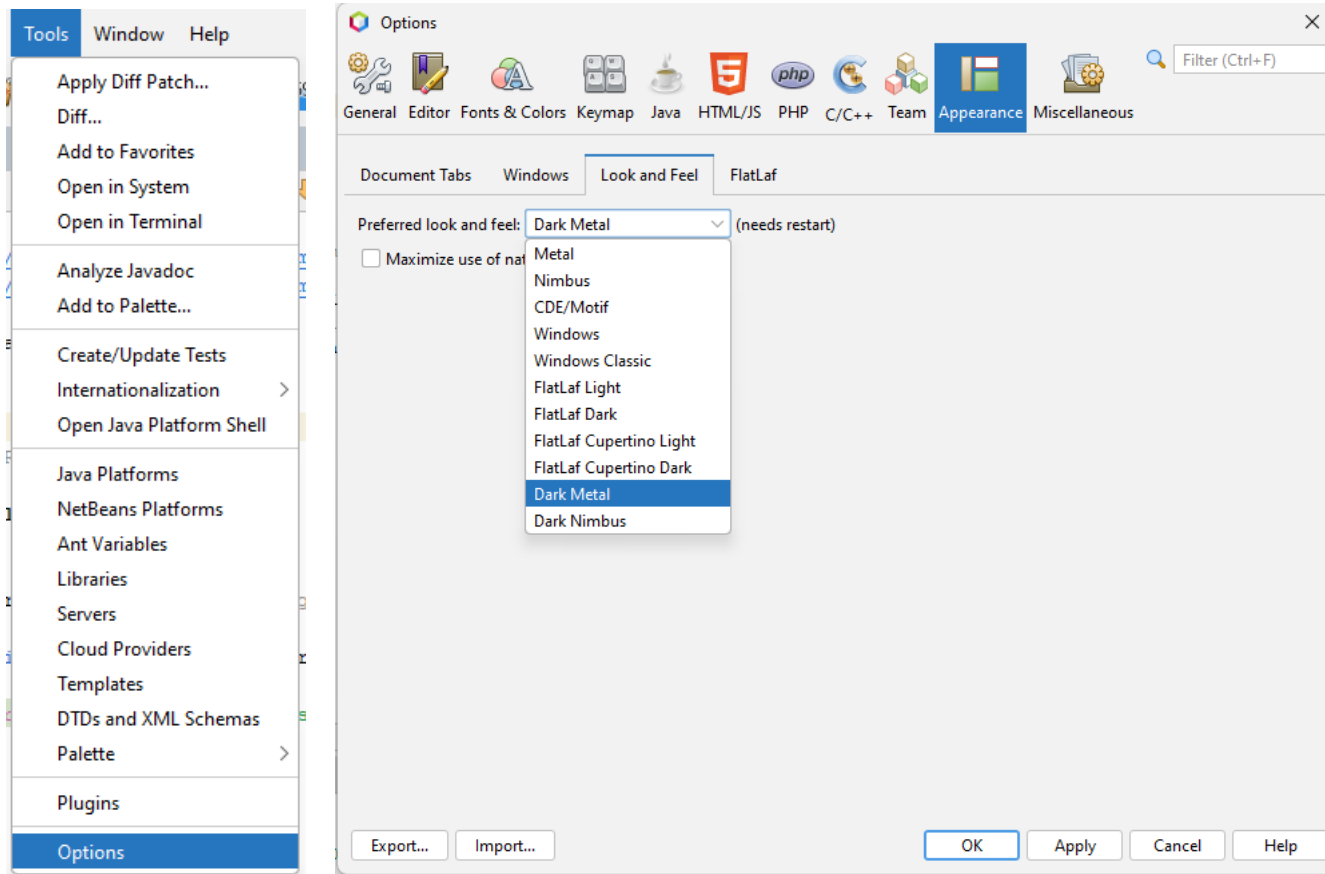 Tools Window Help
Apply Diff Patch...
Diff...
Add to Favorites
Open in System
Open in Terminal
Analyze Javadoc
Add to Palette...
Create/Update Tests
Internationalization
Open Java Platform Shell
Java Platforms
NetBeans Platforms
Ant Variables
Libraries
Servers
Cloud Providers
Templates
DTDs and XML Schemas
Palette
Plugins
Options
Options
Filter (Ctrl+F)
General Editor Fonts & Colors Keymap Java HTML/JS PHP C/C++ Team Appearance Miscellaneous
php
Document Tabs Windows Look and Feel FlatLaf
Preferred look and feel: Dark Metal (needs restart)
Maximize use of nat
Metal
Nimbus
CDE/Motif
Windows
Windows Classic
FlatLaf Light
FlatLaf Dark
FlatLaf Cupertino Light
FlatLaf Cupertino Dark
Dark Metal
Dark Nimbus
Export... Import... OK Apply Cancel Help